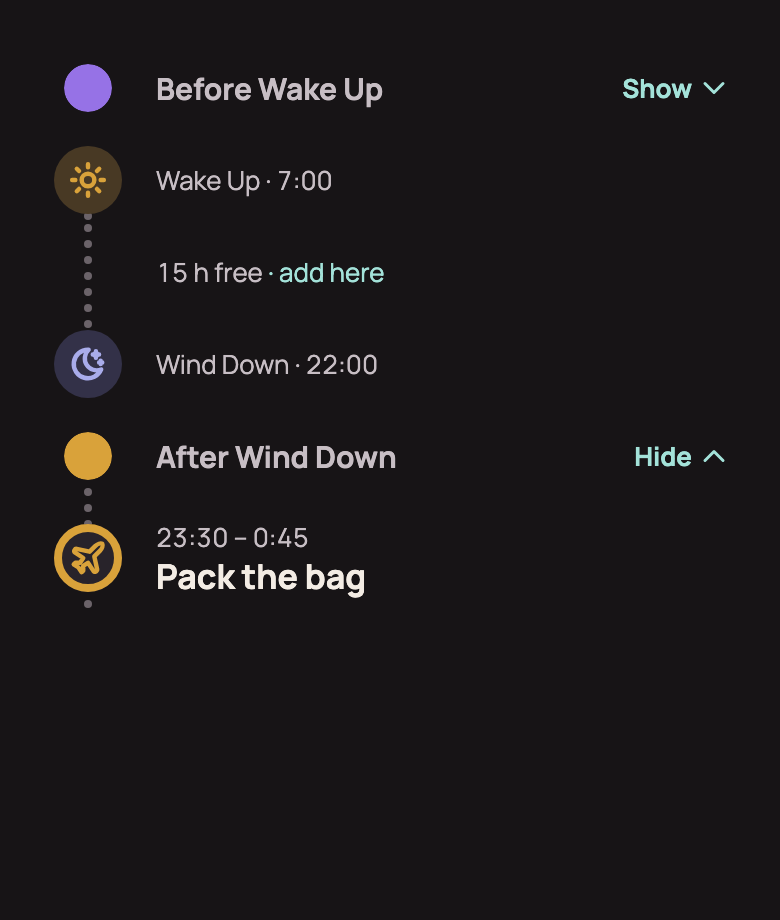 Before Wake Up
Show
Wake Up · 7:00
15 h free · add here
Wind Down · 22:00
After Wind Down
Hide
23:30 – 0:45
Pack the bag